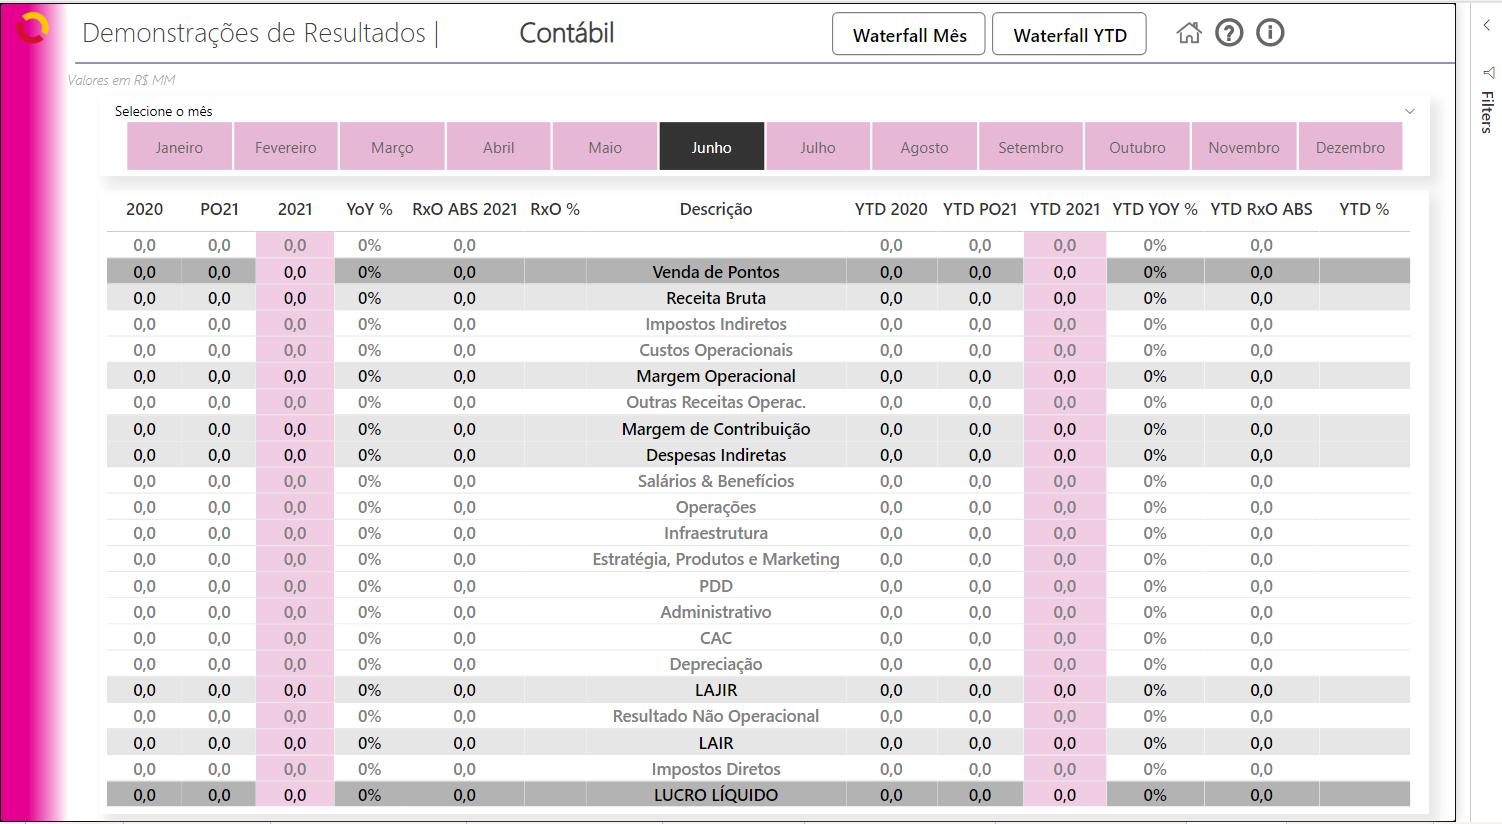 Demonstrações de Resultados | Contábil Waterfall Mês Waterfall YTD
Valores em R$ MM
Filters
Selecione o mês
Janeiro Fevereiro Março Abril Maio Junho Julho Agosto Setembro Outubro Novembro Dezembro
2020 PO21 2021 YoY % RxO ABS 2021 RxO % Descrição YTD 2020 YTD PO21 YTD 2021 YTD YOY % YTD RxO ABS YTD %
0,0 0,0 0,0 0% 0,0 0,0 0,0 0,0 0% 0,0
0,0 0,0 0,0 0% 0,0 Venda de Pontos 0,0 0,0 0,0 0% 0,0
0,0 0,0 0,0 0% 0,0 Receita Bruta 0,0 0,0 0,0 0% 0,0
0,0 0,0 0,0 0% 0,0 Impostos Indiretos 0,0 0,0 0,0 0% 0,0
0,0 0,0 0,0 0% 0,0 Custos Operacionais 0,0 0,0 0,0 0% 0,0
0,0 0,0 0,0 0% 0,0 Margem Operacional 0,0 0,0 0,0 0% 0,0
0,0 0,0 0,0 0% 0,0 Outras Receitas Operac. 0,0 0,0 0,0 0% 0,0
0,0 0,0 0,0 0% 0,0 Margem de Contribuição 0,0 0,0 0,0 0% 0,0
0,0 0,0 0,0 0% 0,0 Despesas Indiretas 0,0 0,0 0,0 0% 0,0
0,0 0,0 0,0 0% 0,0 Salários & Benefícios 0,0 0,0 0,0 0% 0,0
0,0 0,0 0,0 0% 0,0 Operações 0,0 0,0 0,0 0% 0,0
0,0 0,0 0,0 0% 0,0 Infraestrutura 0,0 0,0 0,0 0% 0,0
0,0 0,0 0,0 0% 0,0 Estratégia, Produtos e Marketing 0,0 0,0 0,0 0% 0,0
0,0 0,0 0,0 0% 0,0 PDD 0,0 0,0 0,0 0% 0,0
0,0 0,0 0,0 0% 0,0 Administrativo 0,0 0,0 0,0 0% 0,0
0,0 0,0 0,0 0% 0,0 CAC 0,0 0,0 0,0 0% 0,0
0,0 0,0 0,0 0% 0,0 Depreciação 0,0 0,0 0,0 0% 0,0
0,0 0,0 0,0 0% 0,0 LAJIR 0,0 0,0 0,0 0% 0,0
0,0 0,0 0,0 0% 0,0 Resultado Não Operacional 0,0 0,0 0,0 0% 0,0
0,0 0,0 0,0 0% 0,0 LAIR 0,0 0,0 0,0 0% 0,0
0,0 0,0 0,0 0% 0,0 Impostos Diretos 0,0 0,0 0,0 0% 0,0
0,0 0,0 0,0 0% 0,0 LUCRO LÍQUIDO 0,0 0,0 0,0 0% 0,0